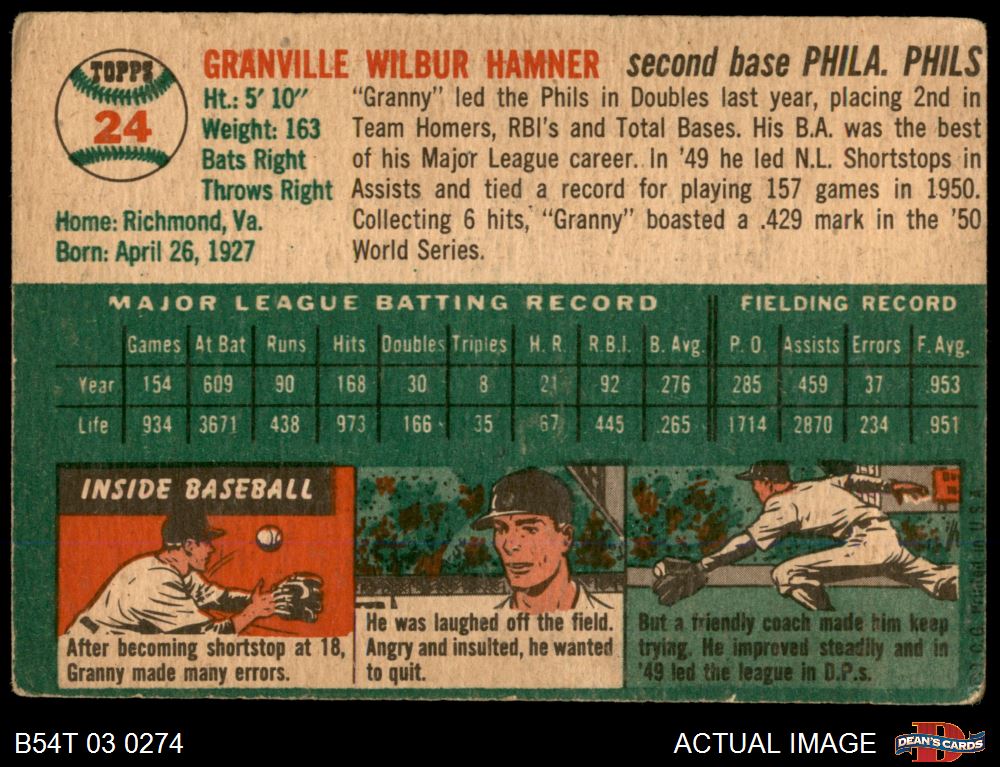 TOPPS
24
GRANVILLE WILBUR HAMNER second base PHILA. PHILS
Ht.: 5' 10"
Weight: 163
Bats Right
Throws Right
Home: Richmond, Va.
Born: April 26, 1927
"Granny" led the Phils in Doubles last year, placing 2nd in
Team Homers, RBI's and Total Bases. His B.A. was the best
of his Major League career. In '49 he led N.L. Shortstops in
Assists and tied a record for playing 157 games in 1950.
Collecting 6 hits, "Granny" boasted a .429 mark in the '50
World Series.
MAJOR LEAGUE BATTING RECORD FIELDING RECORD
Games At Bat Runs Hits Doubles Triples H. R. R.B.I. B. Avg. P. O. Assists Errors F. Avg.
Year 154 609 90 168 30 8 21 92 276 285 459 37 .953
Life 934 3671 438 973 166 35 67 445 .265 1714 2870 234 .951
INSIDE BASEBALL
After becoming shortstop at 18,
Granny made many errors.
He was laughed off the field.
Angry and insulted, he wanted
to quit.
But a friendly coach made him keep
trying. He improved steadily and in
'49 led the league in D.P.s.
B54T 03 0274
ACTUAL IMAGE
D
DEAN'S CARDS